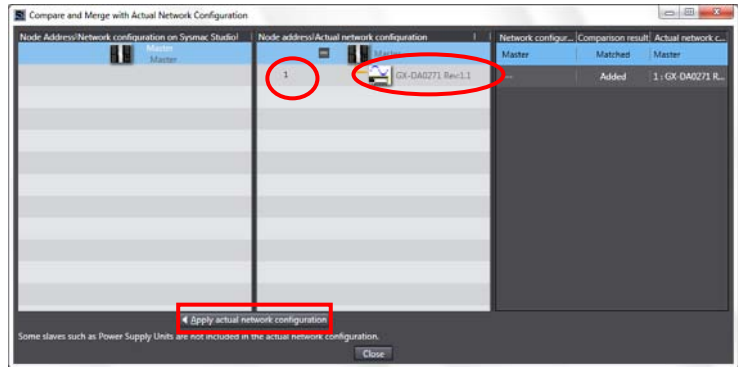 Compare and Merge with Actual Network Configuration
Node Address|Network configuration on Sysmac Studio| Node address|Actual network configuration Network configur... Comparison result Actual network c...
Master Master Master Matched Master
Master
1 GX-DA0271 Rev:1.1 --- Added 1 : GX-DA0271 R...
Apply actual network configuration
Some slaves such as Power Supply Units are not included in the actual network configuration.
Close